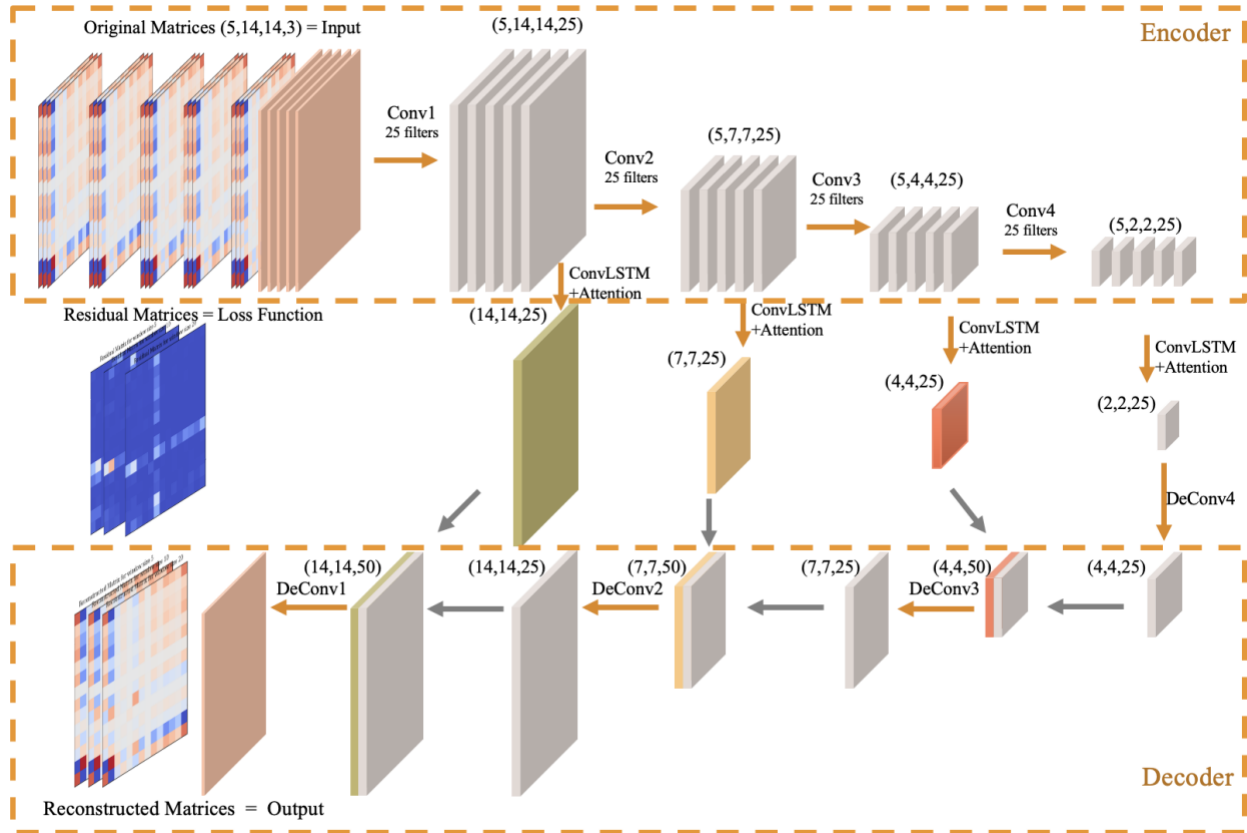 Original Matrices (5,14,14,3) = Input
(5,14,14,25)
Encoder
Conv1
25 filters
Conv2
25 filters
(5,7,7,25)
Conv3
25 filters
(5,4,4,25)
Conv4
25 filters
(5,2,2,25)
ConvLSTM
+Attention
Residual Matrices = Loss Function
(14,14,25)
ConvLSTM
+Attention
(7,7,25)
ConvLSTM
+Attention
(4,4,25)
ConvLSTM
+Attention
(2,2,25)
DeConv4
(14,14,50)
DeConv1
(14,14,25)
(7,7,50)
DeConv2
(7,7,25)
(4,4,50)
DeConv3
(4,4,25)
Decoder
Reconstructed Matrices = Output